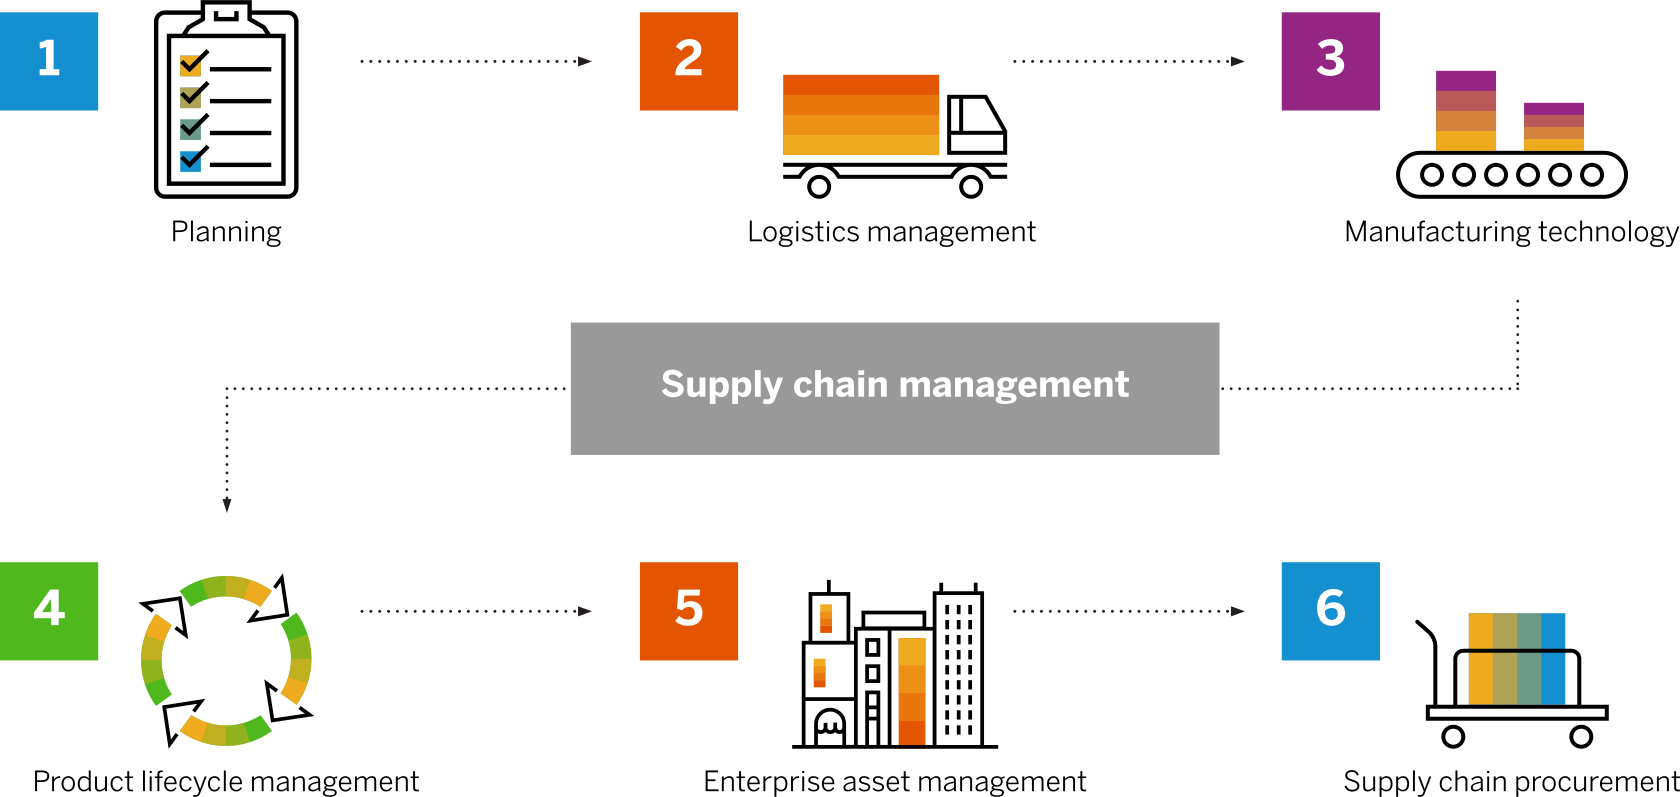 1
Planning
2
Logistics management
3
Manufacturing technology
Supply chain management
4
Product lifecycle management
5
Enterprise asset management
6
Supply chain procurement